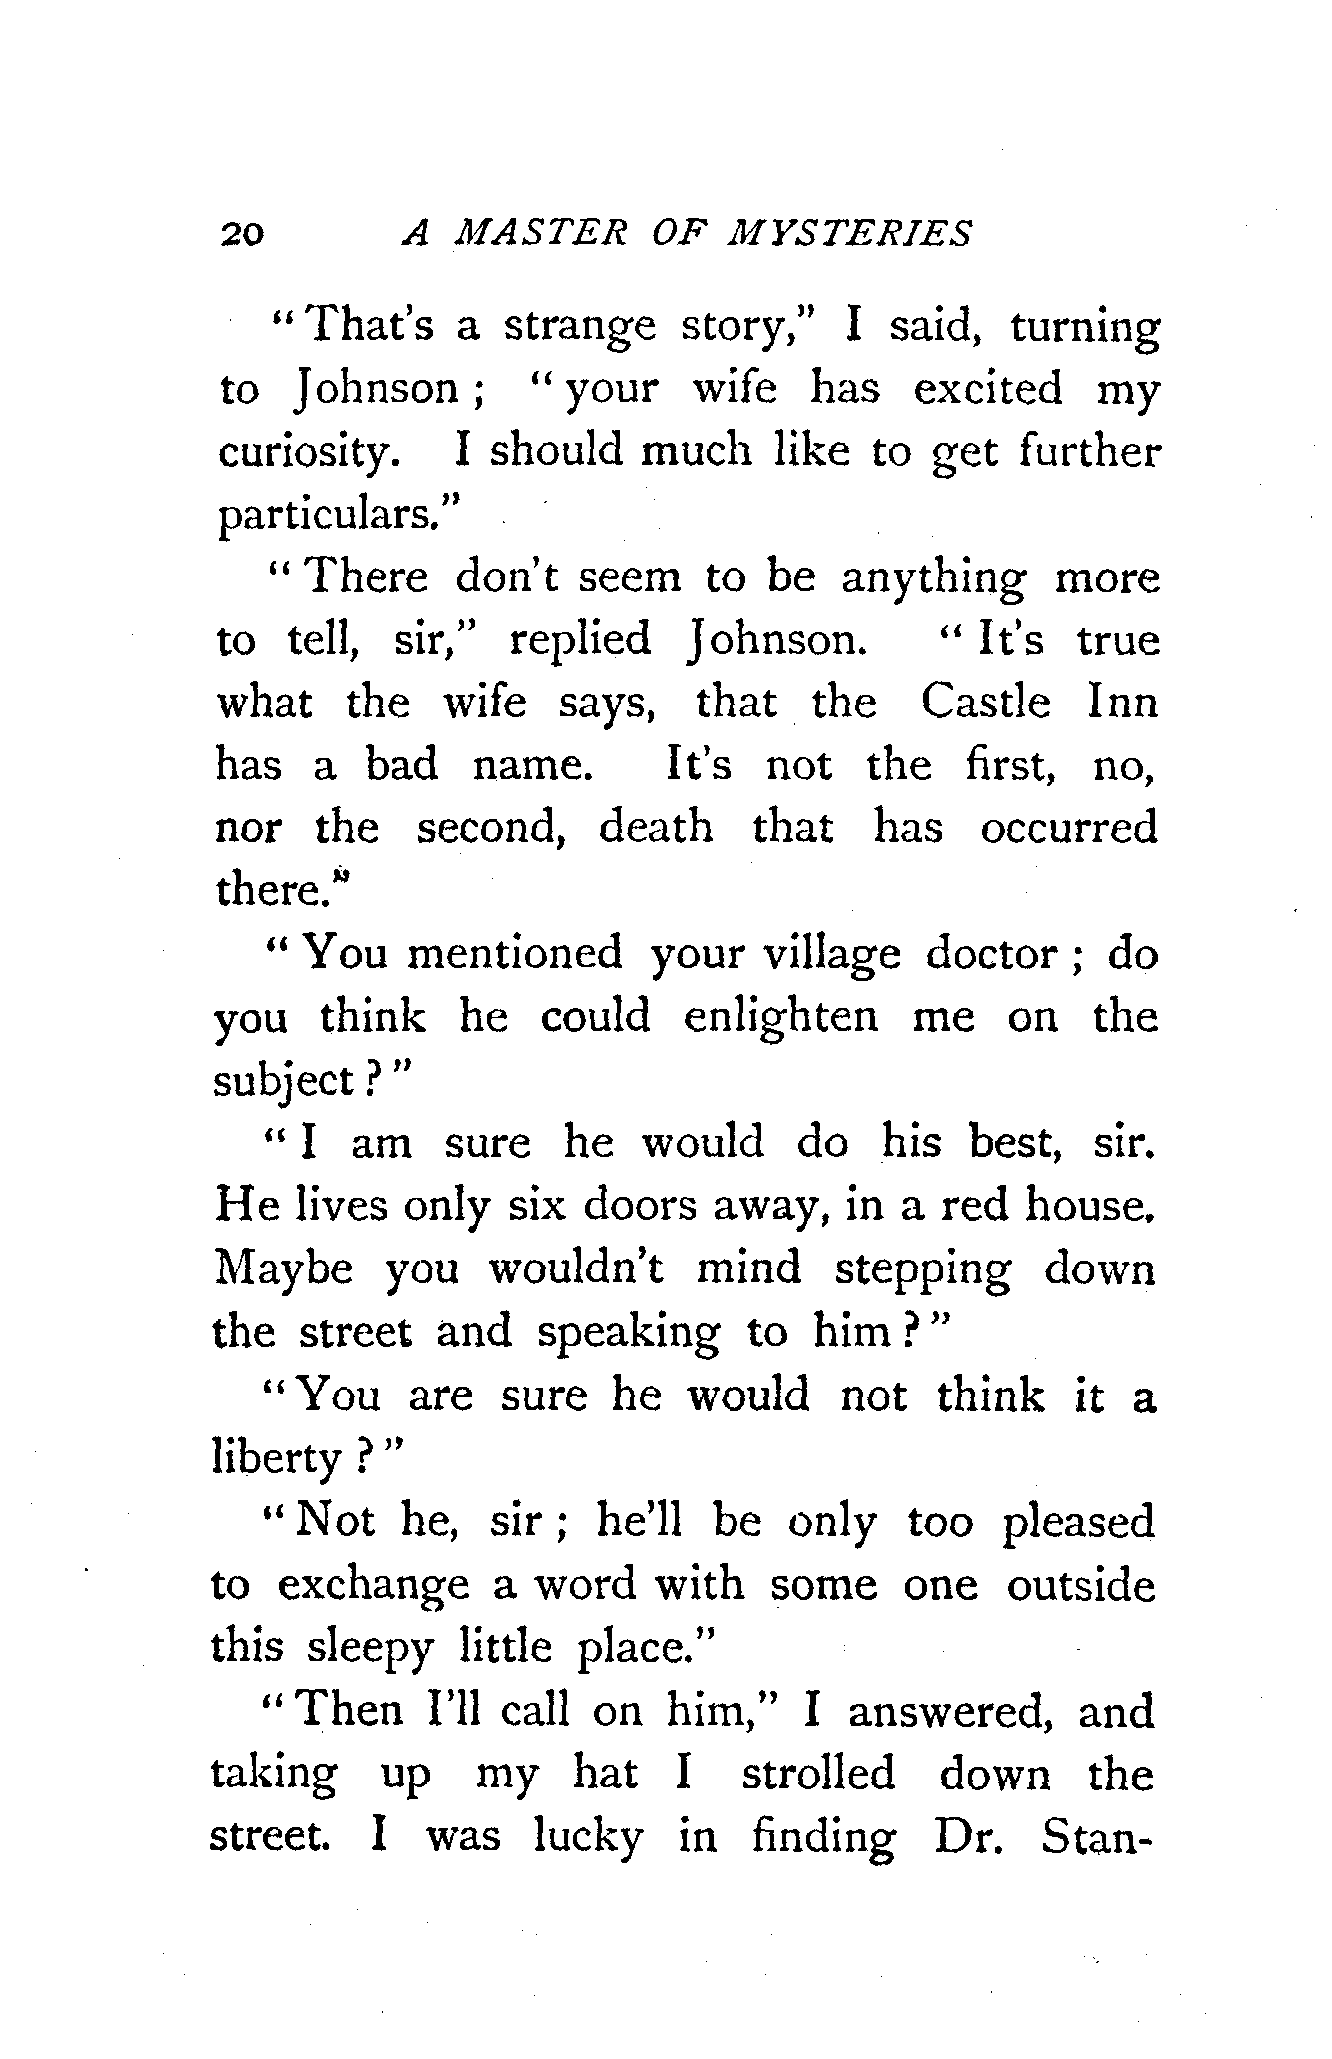 20 A MASTER OF MYSTERIES
"That's a strange story," I said, turning
to Johnson; "your wife has excited my
curiosity. I should much like to get further
particulars."
"There don't seem to be anything more
to tell, sir," replied Johnson. "It's true
what the wife says, that the Castle Inn
has a bad name. It's not the first, no,
nor the second, death that has occurred
there."
"You mentioned your village doctor; do
you think he could enlighten me on the
subject?"
"I am sure he would do his best, sir.
He lives only six doors away, in a red house.
Maybe you wouldn't mind stepping down
the street and speaking to him?"
"You are sure he would not think it a
liberty?"
"Not he, sir; he'll be only too pleased
to exchange a word with some one outside
this sleepy little place."
"Then I'll call on him," I answered, and
taking up my hat I strolled down the
street. I was lucky in finding Dr. Stan-